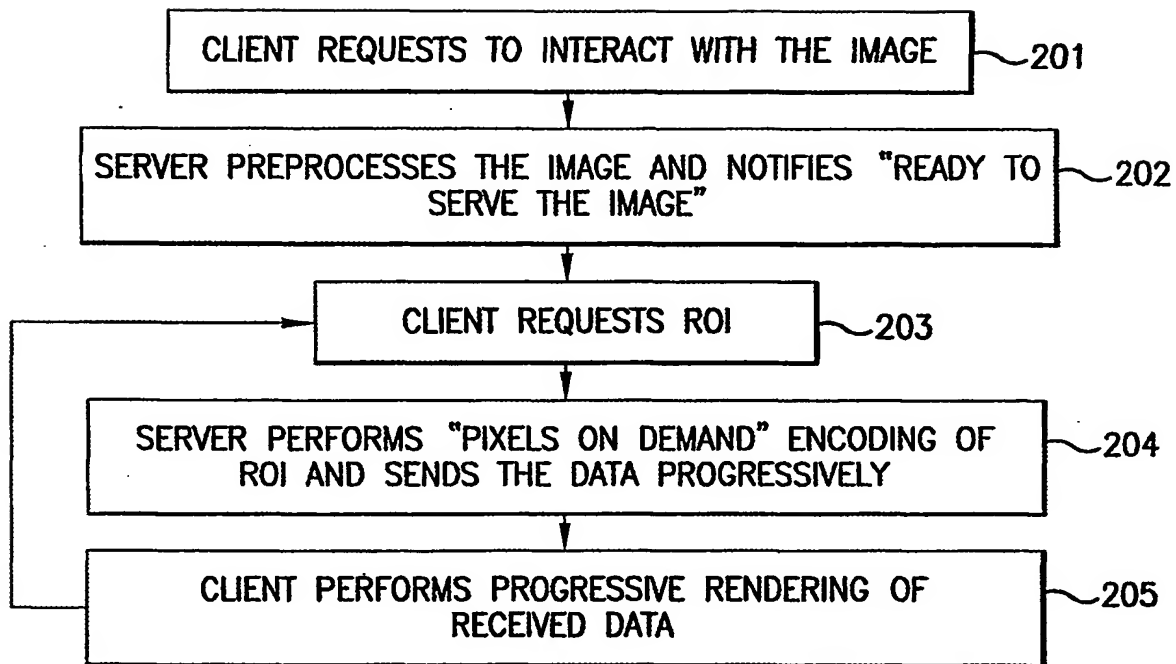 CLIENT REQUESTS TO INTERACT WITH THE IMAGE
201
SERVER PREPROCESSES THE IMAGE AND NOTIFIES "READY TO
SERVE THE IMAGE"
202
CLIENT REQUESTS ROI
203
SERVER PERFORMS "PIXELS ON DEMAND" ENCODING OF
ROI AND SENDS THE DATA PROGRESSIVELY
204
CLIENT PERFORMS PROGRESSIVE RENDERING OF
RECEIVED DATA
205